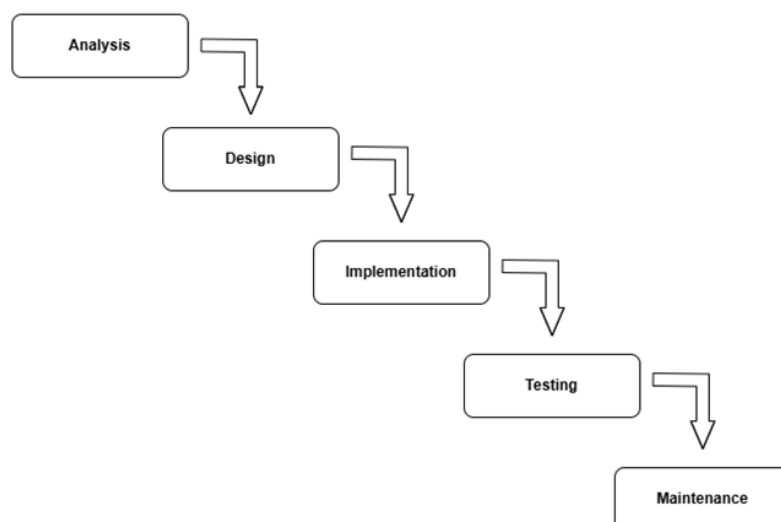 Analysis
Design
Implementation
Testing
Maintenance